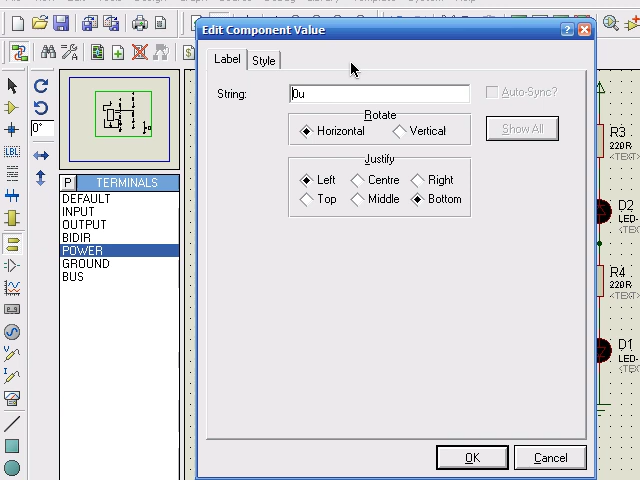 Edit Component Value
Label
Style
String:
0u
Auto-Sync?
Show All
Rotate
Horizontal
Vertical
Justify
Left
Centre
Right
Top
Middle
Bottom
OK
Cancel
LBL
0°
P
TERMINALS
DEFAULT
INPUT
OUTPUT
BIDIR
POWER
GROUND
BUS
R3
220R
<TEXT>
D2
LED-
<TEXT>
R4
220R
<TEXT>
D1
LED-
<TEXT>